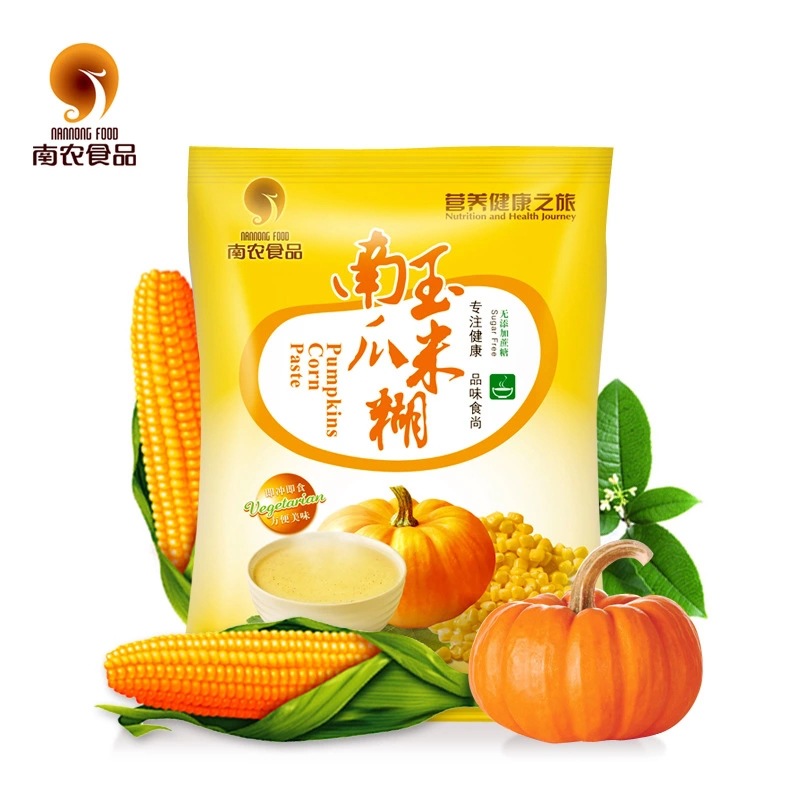 NANNONG FOOD
南农食品
NANNONG FOOD
南农食品
营养健康之旅
Nutrition and Health Journey
南瓜
玉米糊
Pumpkins
Corn
Paste
无添加蔗糖
Sugar Free
专注健康 品味食尚
即冲即食
Vegetarian
方便美味